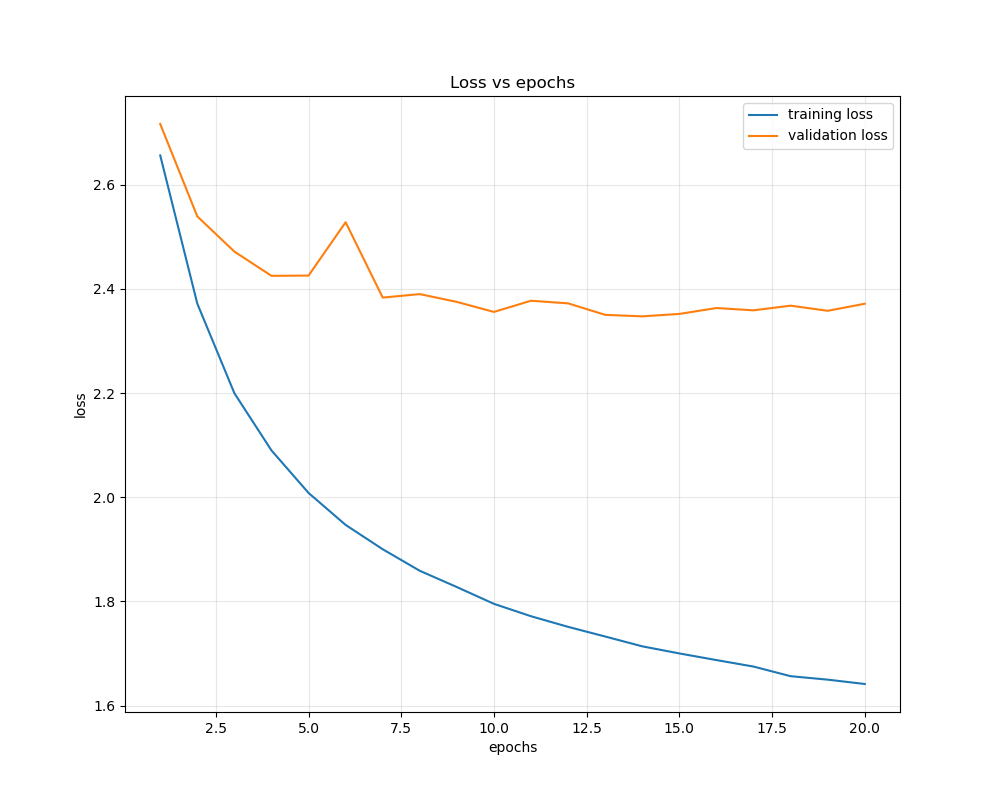 Loss vs epochs
training loss
validation loss
2.6
2.4
2.2
2.0
1.8
1.6
loss
2.5 5.0 7.5 10.0 12.5 15.0 17.5 20.0
epochs